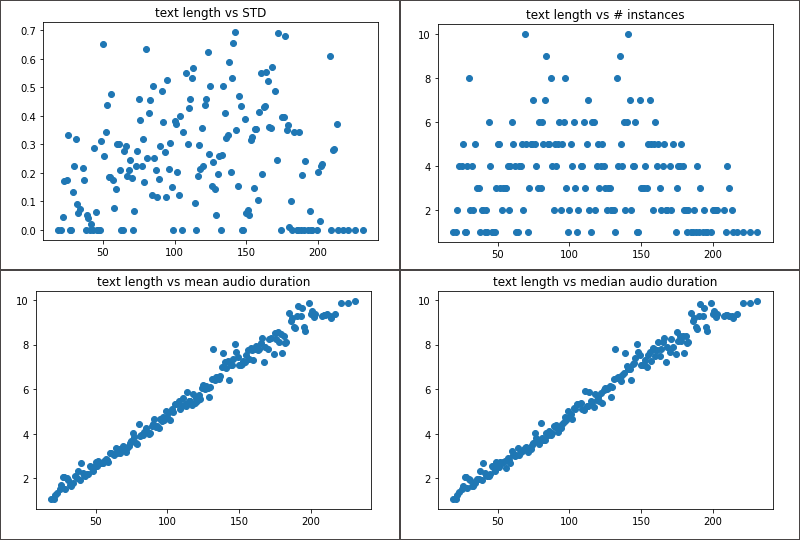 text length vs STD
0.7
0.6
0.5
0.4
0.3
0.2
0.1
0.0
50 100 150 200
text length vs # instances
10
8
6
4
2
50 100 150 200
text length vs mean audio duration
10
8
6
4
2
50 100 150 200
text length vs median audio duration
10
8
6
4
2
50 100 150 200